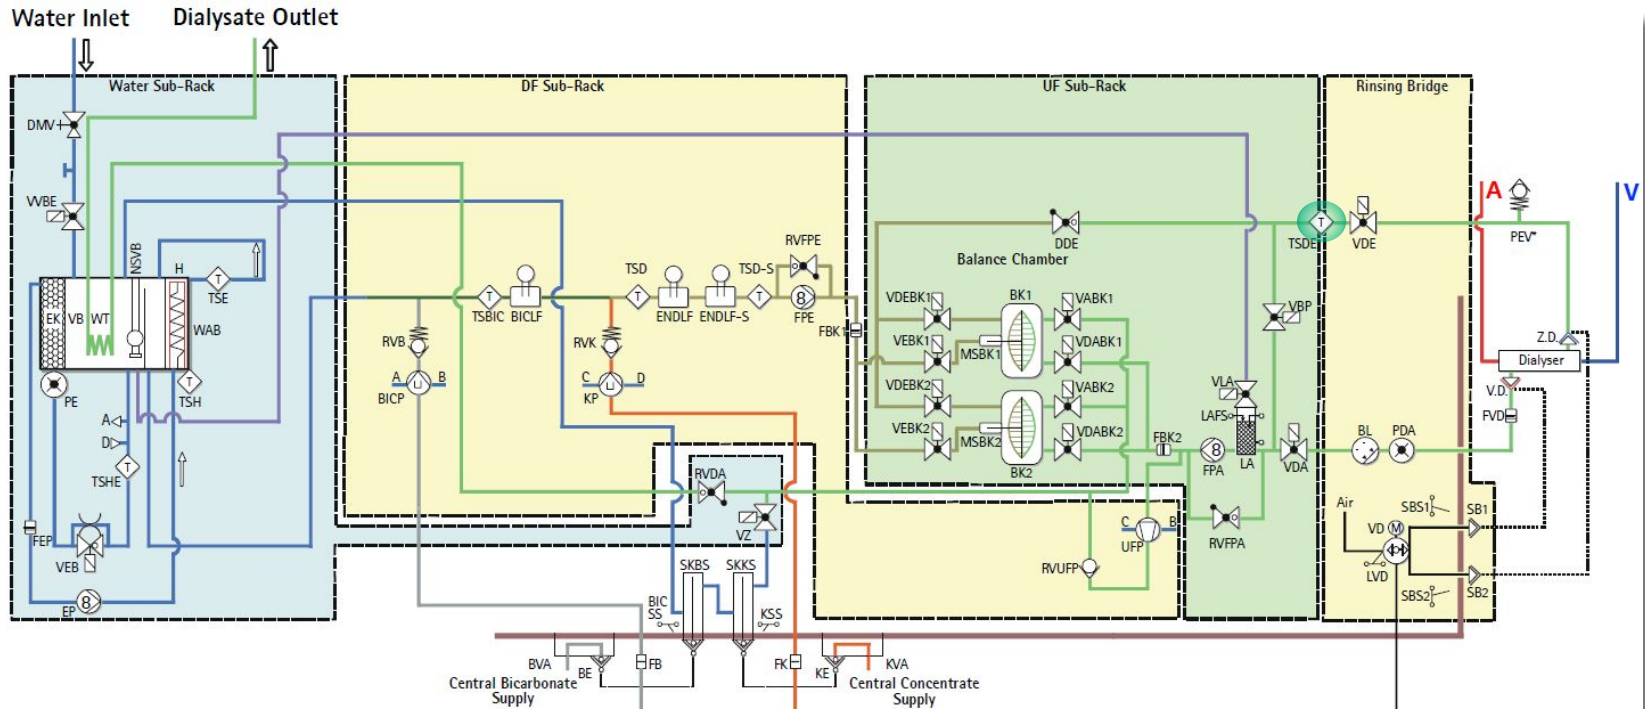 Water Inlet
Dialysate Outlet
Water Sub-Rack
DF Sub-Rack
UF Sub-Rack
Rinsing Bridge
DMV
VVBE
NSVB
H
TSE
EK
VB
WT
WAB
PE
TSH
A
D
TSHE
FEP
VEB
EP
8
T
TSBIC
BICLF
TSD
ENDLF
ENDLF-S
TSD-S
RVFPE
8
FPE
FBK1
RVB
A
B
BICP
RVK
C
D
KP
RVDA
VZ
DDE
Balance Chamber
VDEBK1
BK1
VABK1
VEBK1
MSBK1
VDABK1
VDEBK2
VABK2
VEBK2
MSBK2
VDABK2
BK2
FBK2
TSDE
VDE
VBP
VLA
LAFS
8
FPA
LA
VDA
RVFPA
C
B
UFP
RVUFP
A
V
PEV*
Z.D.
Dialyser
V.D.
FVD
BL
PDA
Air
SBS1
SB1
VD
M
LVD
SBS2
SB2
SKBS
SKKS
BIC
SS
KSS
BVA
BE
FB
FK
KE
KVA
Central Bicarbonate
Supply
Central Concentrate
Supply